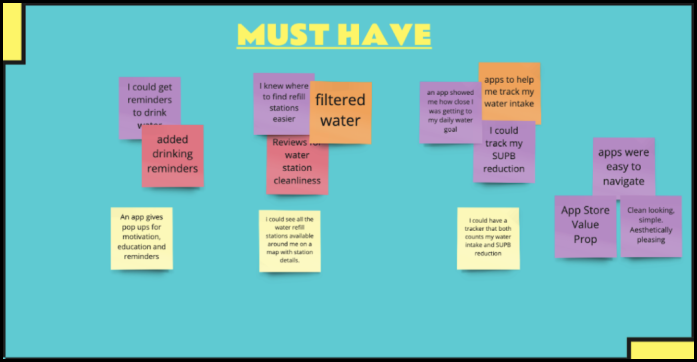 MUST HAVE
I could get
reminders
to drink
water
added
drinking
reminders
An app gives
pop ups for
motivation,
education and
reminders
I knew where
to find refill
stations
easier
filtered
water
Reviews for
water
station
cleanliness
I could see all the
water refill
stations available
around me on a
map with station
details.
an app showed
me how close I
was getting to
my daily water
goal
apps to help
me track my
water intake
I could
track my
SUPB
reduction
I could have a
tracker that both
counts my water
intake and SUPB
reduction
apps were
easy to
navigate
App Store
Value
Prop
Clean looking,
simple.
Aesthetically
pleasing